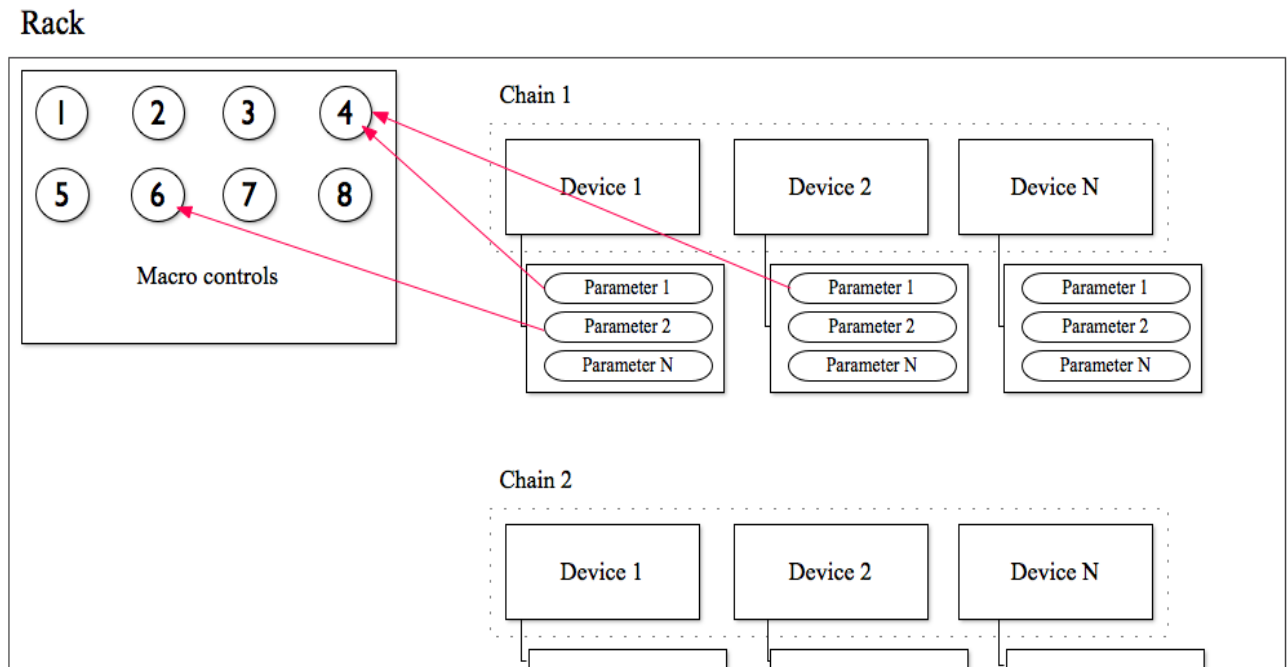 Rack
1 2 3 4
5 6 7 8
Macro controls
Chain 1
Device 1 Device 2 Device N
Parameter 1 Parameter 1 Parameter 1
Parameter 2 Parameter 2 Parameter 2
Parameter N Parameter N Parameter N
Chain 2
Device 1 Device 2 Device N